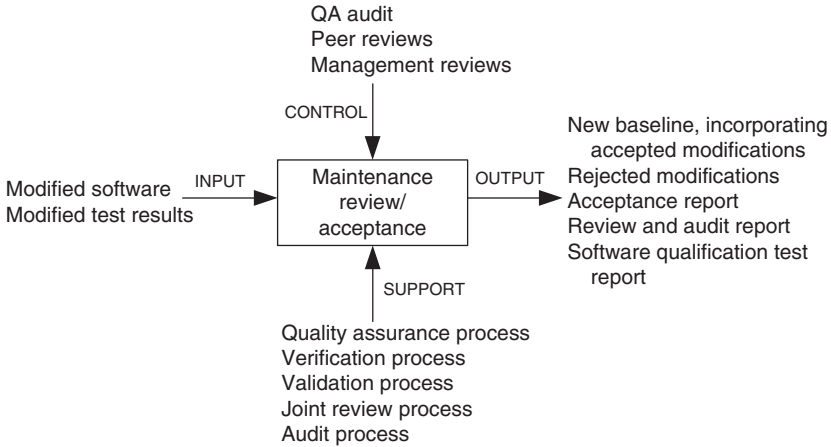 QA audit
Peer reviews
Management reviews
CONTROL
Modified software
Modified test results
INPUT
Maintenance
review/
acceptance
OUTPUT
New baseline, incorporating
accepted modifications
Rejected modifications
Acceptance report
Review and audit report
Software qualification test
report
SUPPORT
Quality assurance process
Verification process
Validation process
Joint review process
Audit process